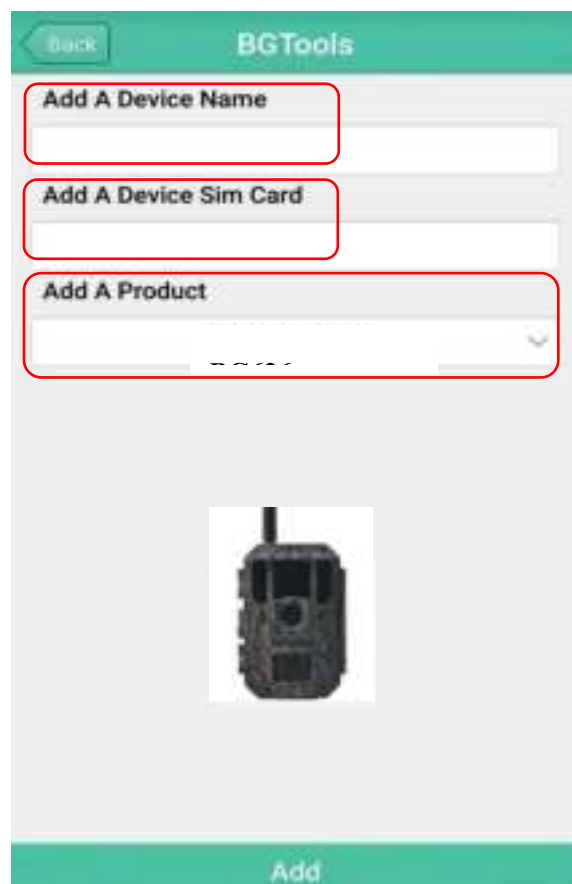 Back
BGTools
Add A Device Name
Add A Device Sim Card
Add A Product
Add